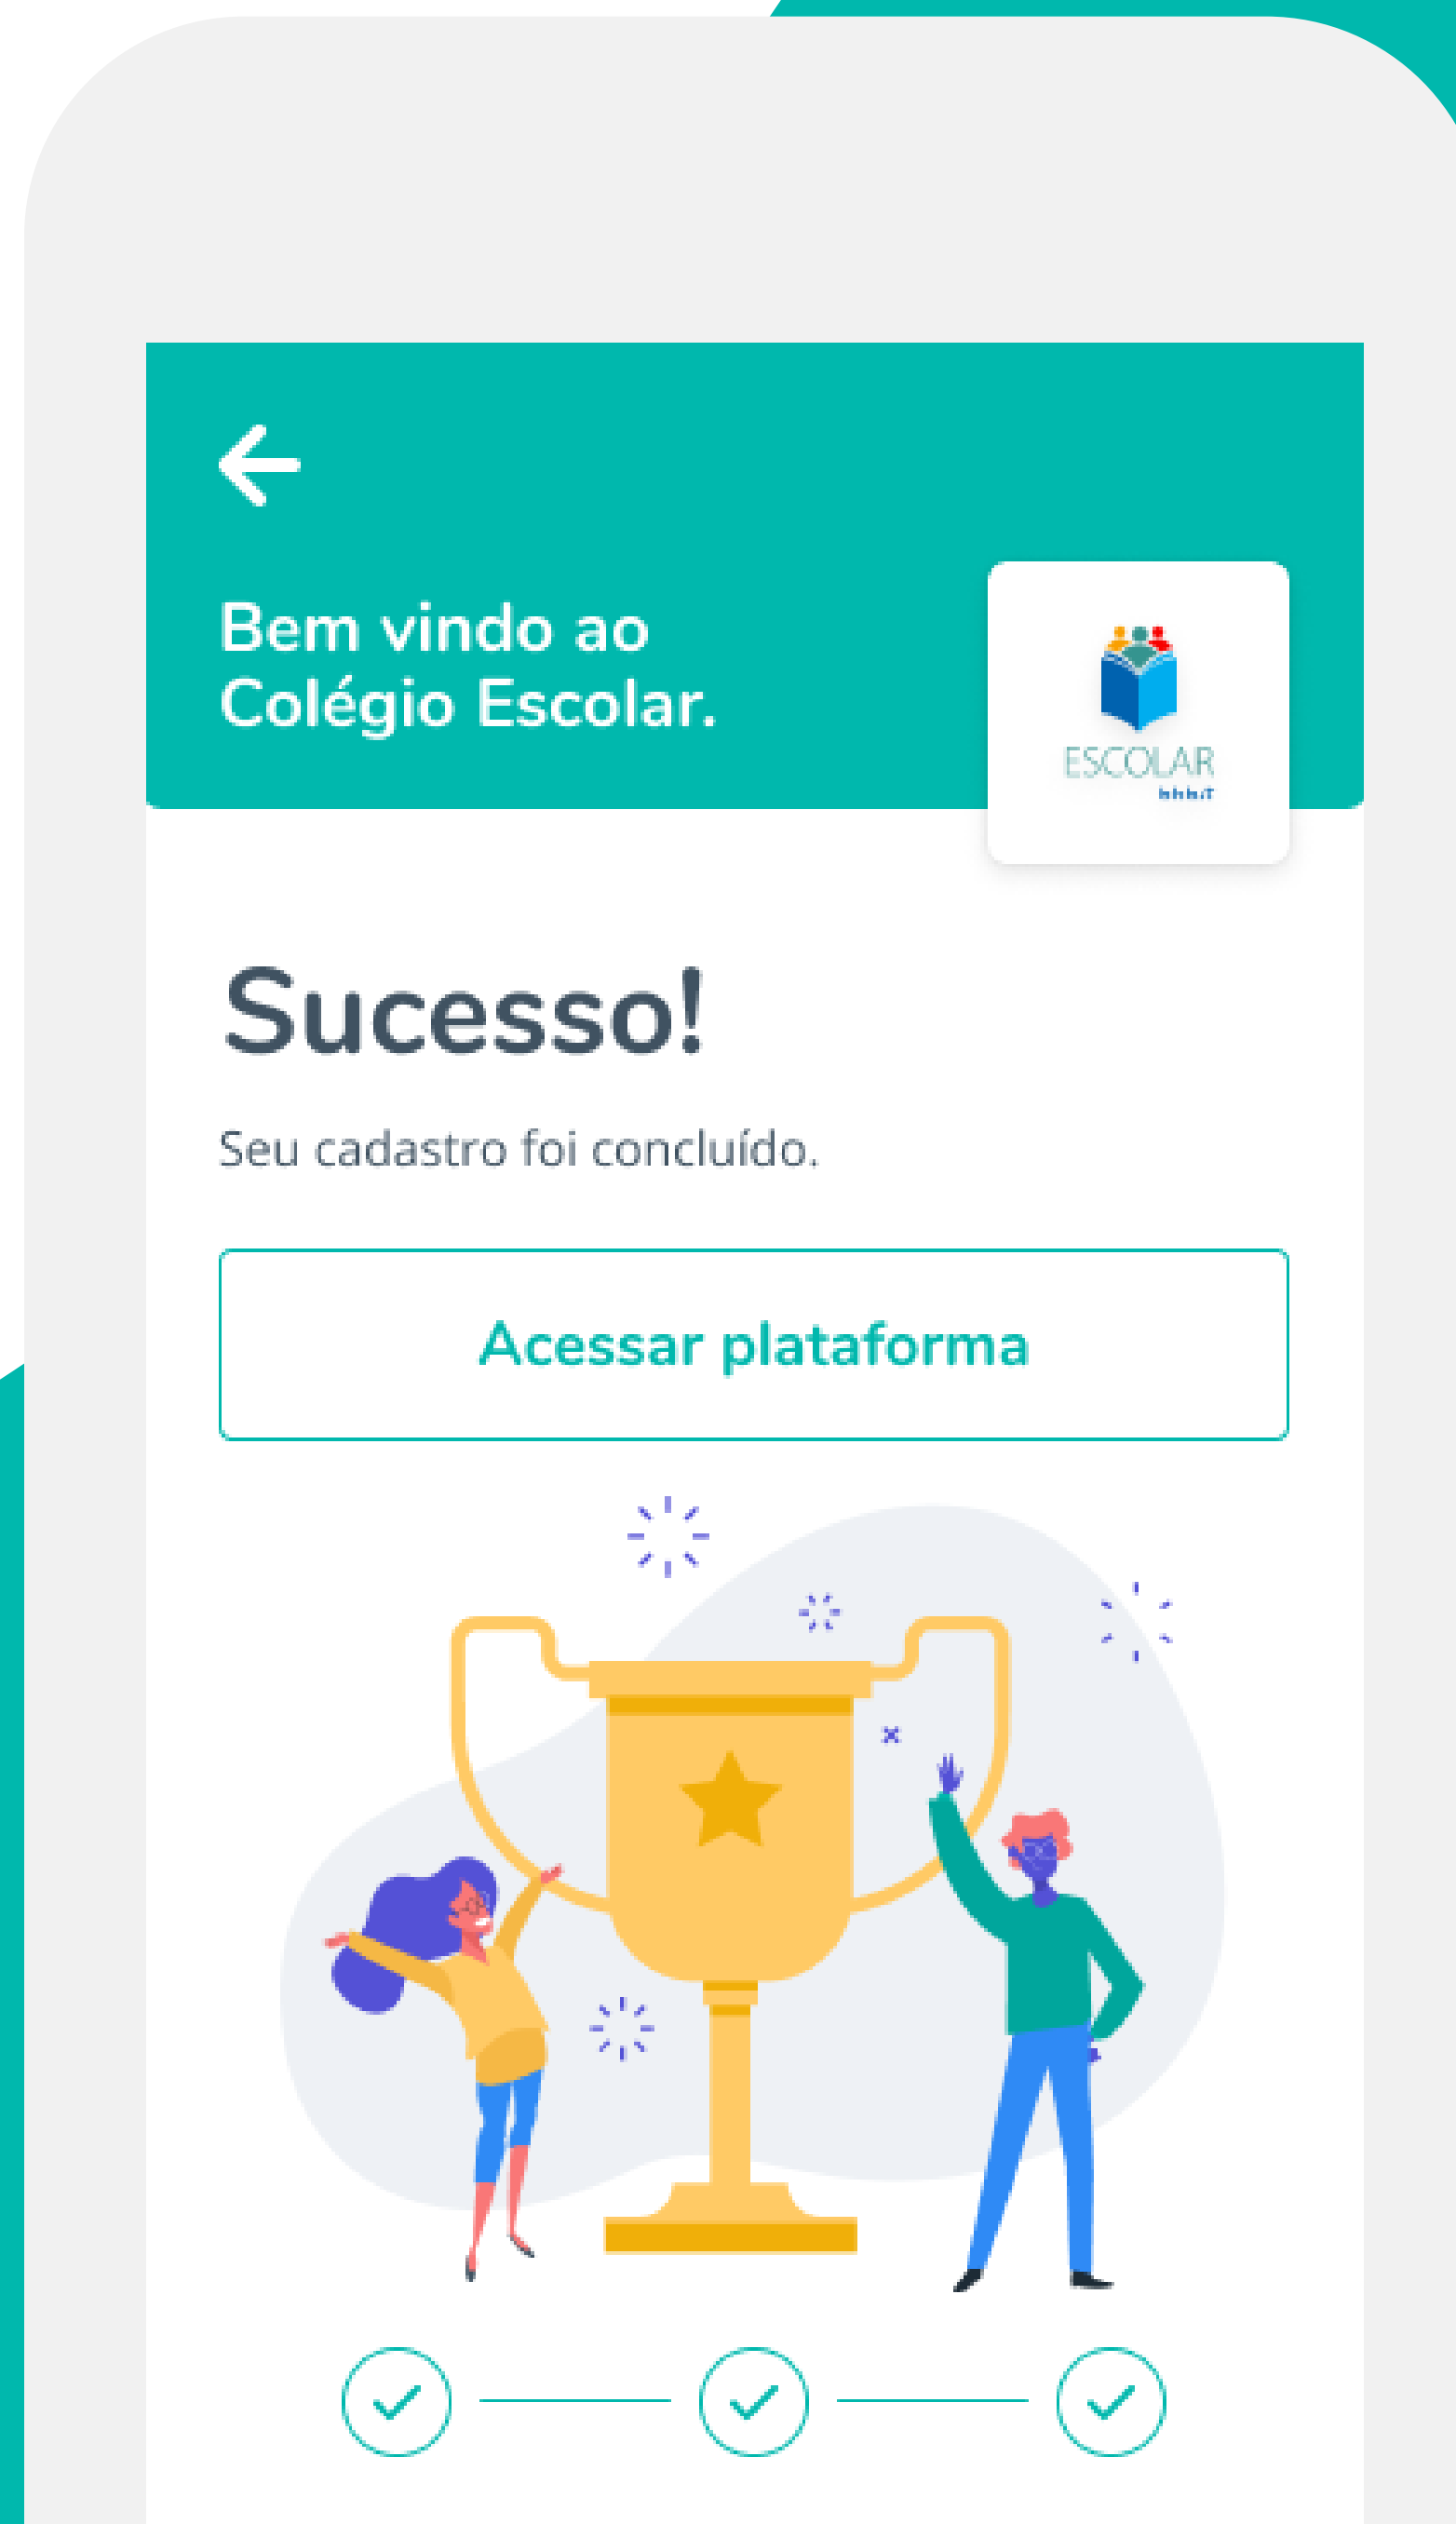 Bem vindo ao
Colégio Escolar.
ESCOLAR
Sucesso!
Seu cadastro foi concluído.
Acessar plataforma